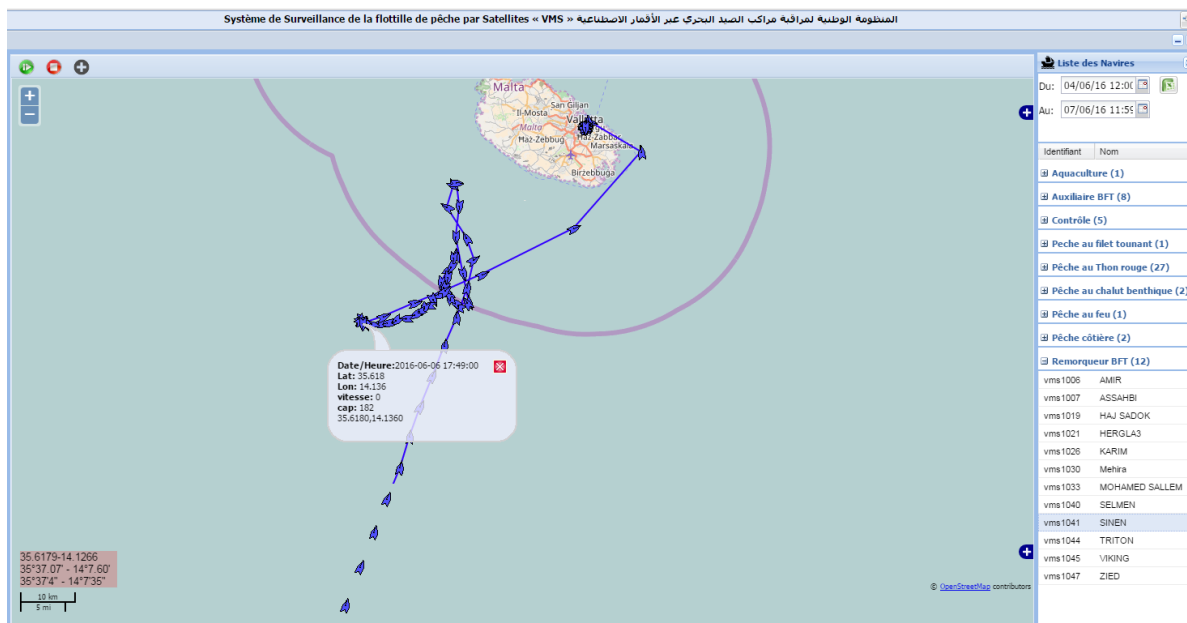 Système de Surveillance de la flottille de pêche par Satellites « VMS » المنظومة الوطنية لمراقبة مراكب الصيد البحري عبر الأقمار الاصطناعية
Liste des Navires
Du: 04/06/16 12:00
Au: 07/06/16 11:59
Identifiant Nom
Aquaculture (1)
Auxiliaire BFT (8)
Contrôle (5)
Peche au filet tounant (1)
Pêche au Thon rouge (27)
Pêche au chalut benthique (2)
Pêche au feu (1)
Pêche côtière (2)
Remorqueur BFT (12)
vms1006 AMIR
vms1007 ASSAHBI
vms1019 HAJ SADOK
vms1021 HERGLA3
vms1026 KARIM
vms1030 Mehira
vms1033 MOHAMED SALLEM
vms1040 SELMEN
vms1041 SINEN
vms1044 TRITON
vms1045 VIKING
vms1047 ZIED
Malta
San Giljan
Il-Mosta
Valletta
Malta
Ħaż-Żebbuġ
Ħaż-Żabbar
Marsaskala
Birżebbuġa
Date/Heure:2016-06-06 17:49:00
Lat: 35.618
Lon: 14.136
vitesse: 0
cap: 182
35.6180,14.1360
35.6179-14.1266
35°37.07' - 14°7.60'
35°37'4" - 14°7'35"
10 km
5 mi
© OpenStreetMap contributors